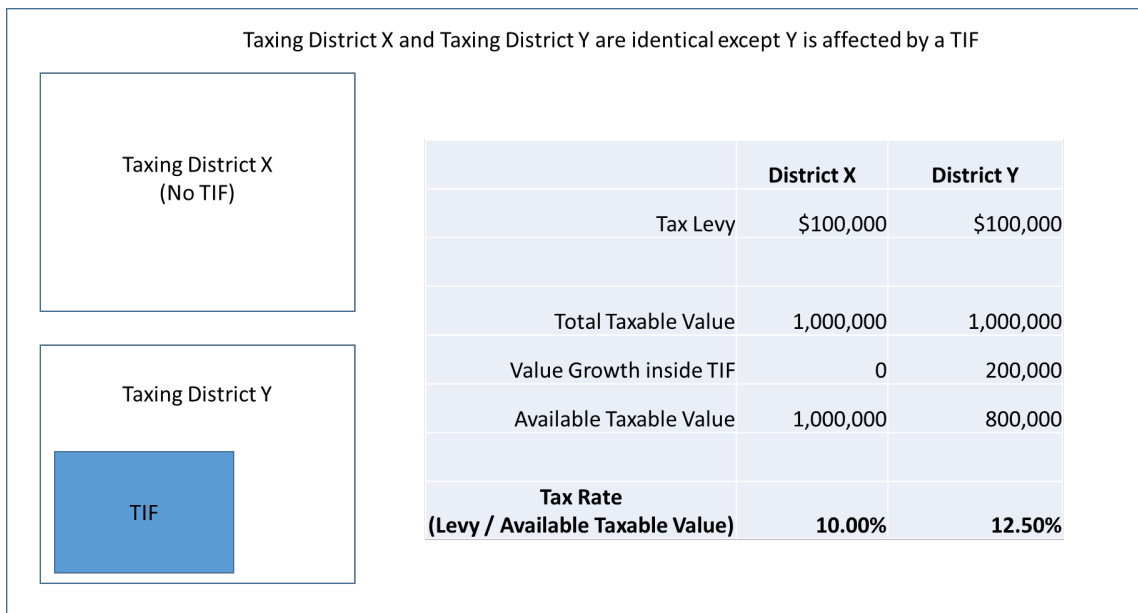 Taxing District X and Taxing District Y are identical except Y is affected by a TIF
Taxing District X
(No TIF)
Taxing District Y
TIF
District X District Y
Tax Levy $100,000 $100,000
Total Taxable Value 1,000,000 1,000,000
Value Growth inside TIF 0 200,000
Available Taxable Value 1,000,000 800,000
Tax Rate
(Levy / Available Taxable Value) 10.00% 12.50%